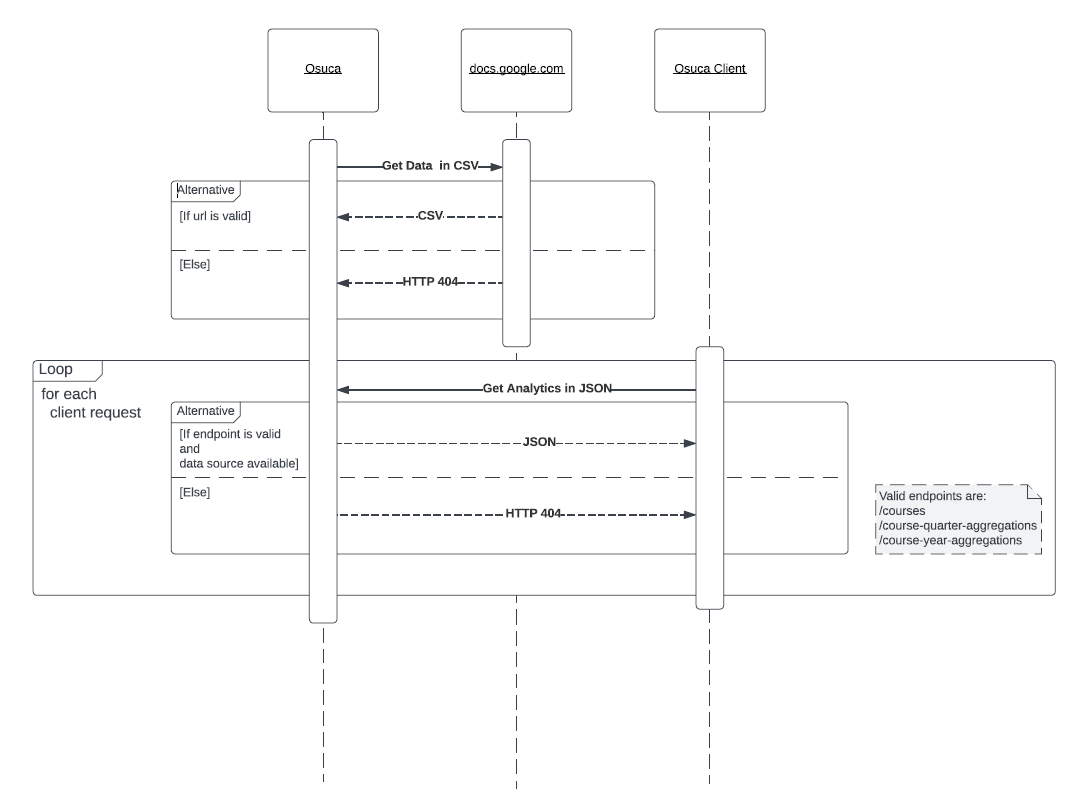 Osuca
docs.google.com
Osuca Client
Get Data in CSV
Alternative
[If url is valid]
CSV
[Else]
HTTP 404
Loop
for each
client request
Get Analytics in JSON
Alternative
[If endpoint is valid
and
data source available]
JSON
[Else]
HTTP 404
Valid endpoints are:
/courses
/course-quarter-aggregations
/course-year-aggregations